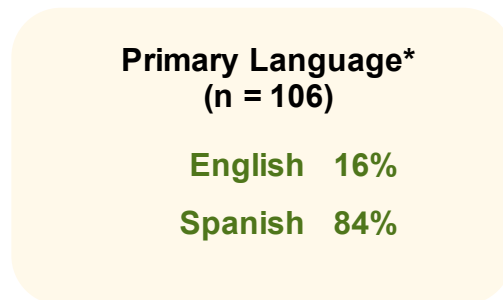 Primary Language*
(n = 106)
English 16%
Spanish 84%